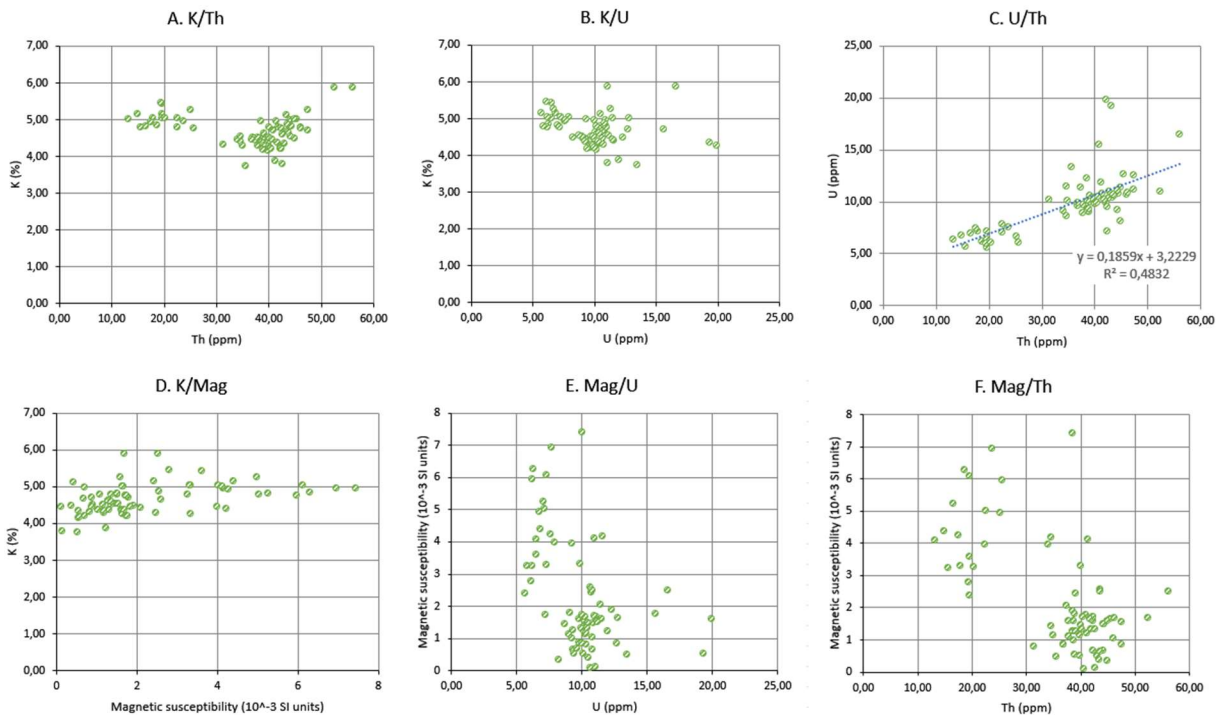 A. K/Th
B. K/U
C. U/Th
7,00
6,00
5,00
4,00
3,00
2,00
1,00
0,00
K (%)
0,00 10,00 20,00 30,00 40,00 50,00 60,00
Th (ppm)
7,00
6,00
5,00
4,00
3,00
2,00
1,00
0,00
K (%)
0,00 5,00 10,00 15,00 20,00 25,00
U (ppm)
25,00
20,00
15,00
10,00
5,00
0,00
U (ppm)
y = 0,1859x + 3,2229
R² = 0,4832
0,00 10,00 20,00 30,00 40,00 50,00 60,00
Th (ppm)
D. K/Mag
E. Mag/U
F. Mag/Th
7,00
6,00
5,00
4,00
3,00
2,00
1,00
0,00
K (%)
0 2 4 6 8
Magnetic susceptibility (10^-3 SI units)
8
7
6
5
4
3
2
1
0
Magnetic susceptibility (10^-3 SI units)
0,00 5,00 10,00 15,00 20,00 25,00
U (ppm)
8
7
6
5
4
3
2
1
0
Magnetic susceptibility (10^-3 SI units)
0,00 10,00 20,00 30,00 40,00 50,00 60,00
Th (ppm)